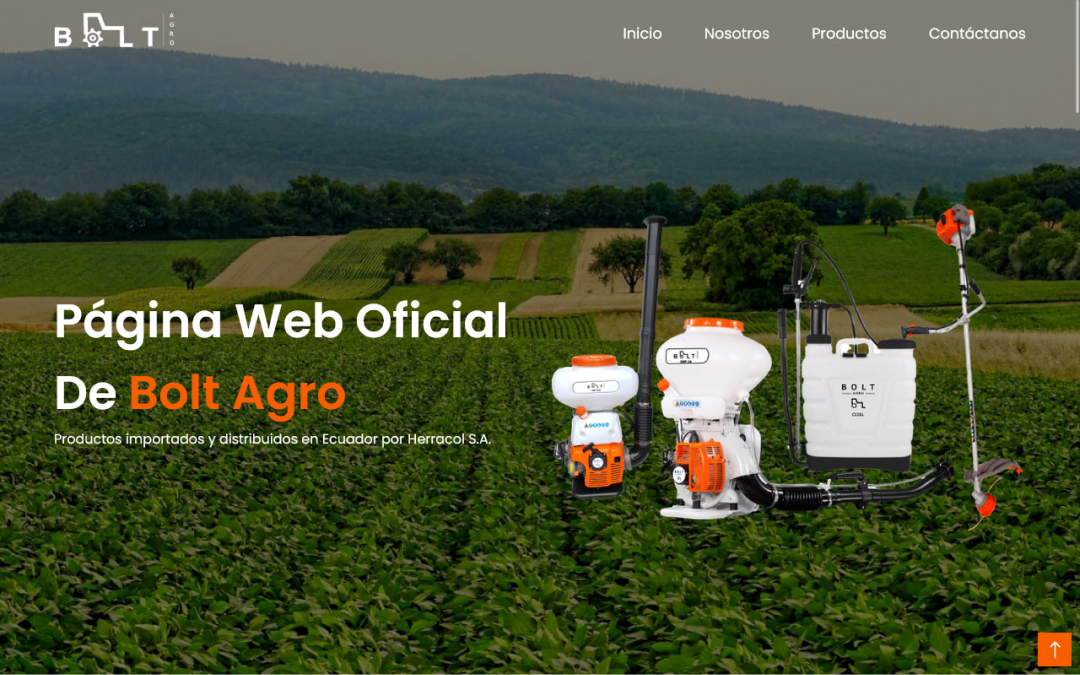 BOLT AGRO
Inicio
Nosotros
Productos
Contáctanos
Página Web Oficial
De Bolt Agro
Productos importados y distribuidos en Ecuador por Herracol S.A.
BOLT
BOLT
BOLT
AGRO